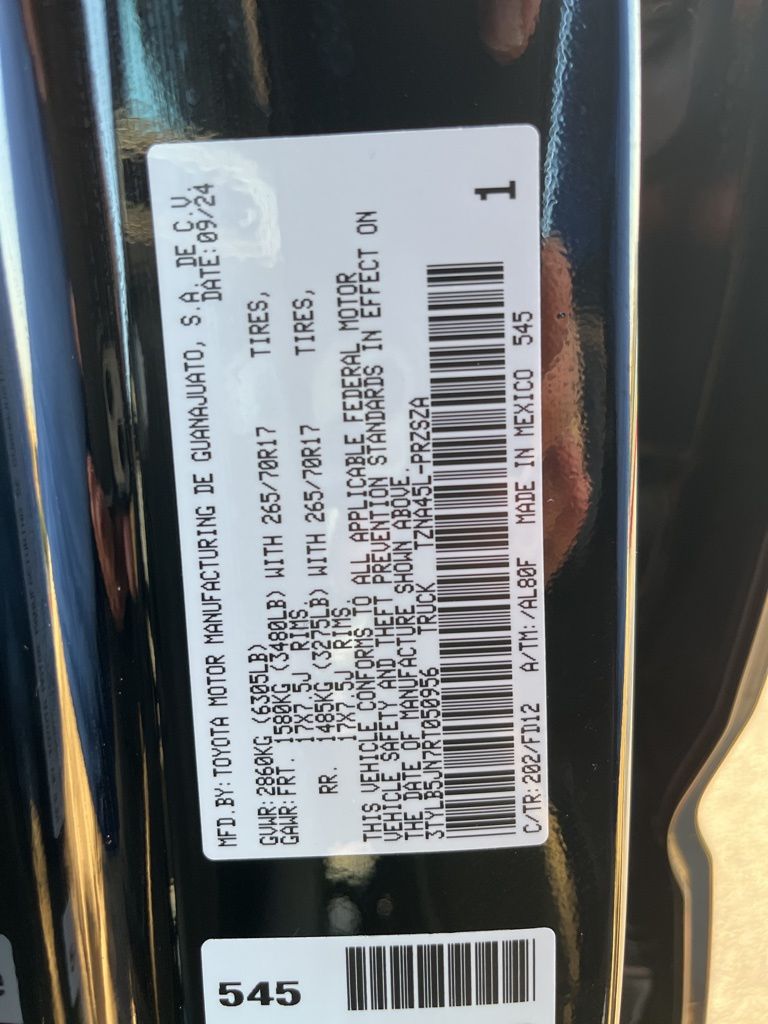 MFD.BY:TOYOTA MOTOR MANUFACTURING DE GUANAJUATO, S.A. DE C.V.
DATE:09/24
GVWR:2860KG (6305LB)
GAWR:FRT. 1580KG (3480LB) WITH 265/70R17 TIRES,
17X7.5J RIMS,
RR. 1485KG (3275LB) WITH 265/70R17 TIRES,
17X7.5J RIMS.
THIS VEHICLE CONFORMS TO ALL APPLICABLE FEDERAL MOTOR
VEHICLE SAFETY AND THEFT PREVENTION STANDARDS IN EFFECT ON
THE DATE OF MANUFACTURE SHOWN ABOVE.
3TYLB5JN7RT050956 TRUCK TZNA45L-PRZSZA
1
C/TR:202/FD12 A/TM:/AL80F MADE IN MEXICO 545
545